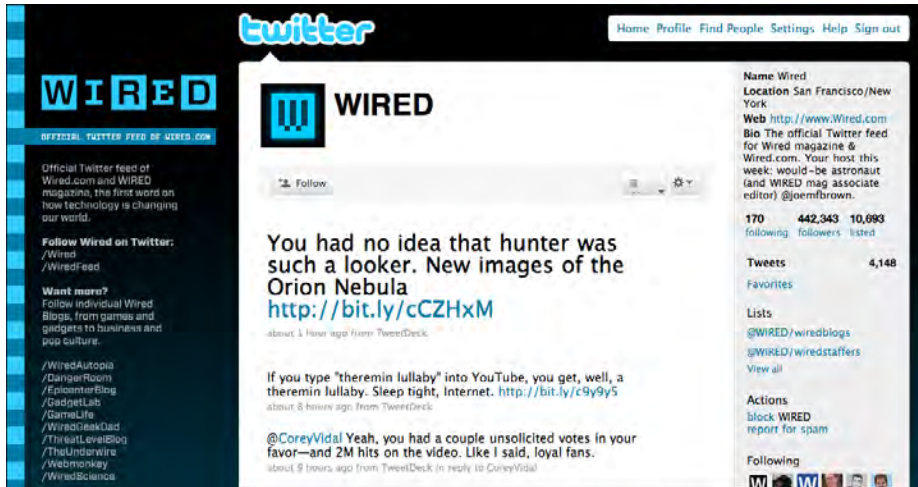 twitter
Home Profile Find People Settings Help Sign out
WIRED
OFFICIAL TWITTER FEED OF WIRED.COM
Official Twitter feed of
Wired.com and WIRED
magazine, the first word on
how technology is changing
our world.
Follow Wired on Twitter:
/Wired
/WiredFeed
Want more?
Follow individual Wired
Blogs, from games and
gadgets to business and
pop culture.
/WiredAutopia
/DangerRoom
/EpicenterBlog
/GadgetLab
/GameLife
/WiredGeekDad
/ThreatLevelBlog
/TheUnderwire
/Webmonkey
/WiredScience
W
WIRED
Follow
You had no idea that hunter was
such a looker. New images of the
Orion Nebula
http://bit.ly/cCZHxM
about 1 hour ago from TweetDeck
If you type "theremin lullaby" into YouTube, you get, well, a
theremin lullaby. Sleep tight, Internet. http://bit.ly/c9y9y5
about 8 hours ago from TweetDeck
@CoreyVidal Yeah, you had a couple unsolicited votes in your
favor—and 2M hits on the video. Like I said, loyal fans.
about 9 hours ago from TweetDeck in reply to CoreyVidal
Name Wired
Location San Francisco/New
York
Web http://www.Wired.com
Bio The official Twitter feed
for Wired magazine &
Wired.com. Your host this
week: would-be astronaut
(and WIRED mag associate
editor) @joemfbrown.
170 442,343 10,693
following followers listed
Tweets 4,148
Favorites
Lists
@WIRED/wiredblogs
@WIRED/wiredstaffers
View all
Actions
block WIRED
report for spam
Following
W W